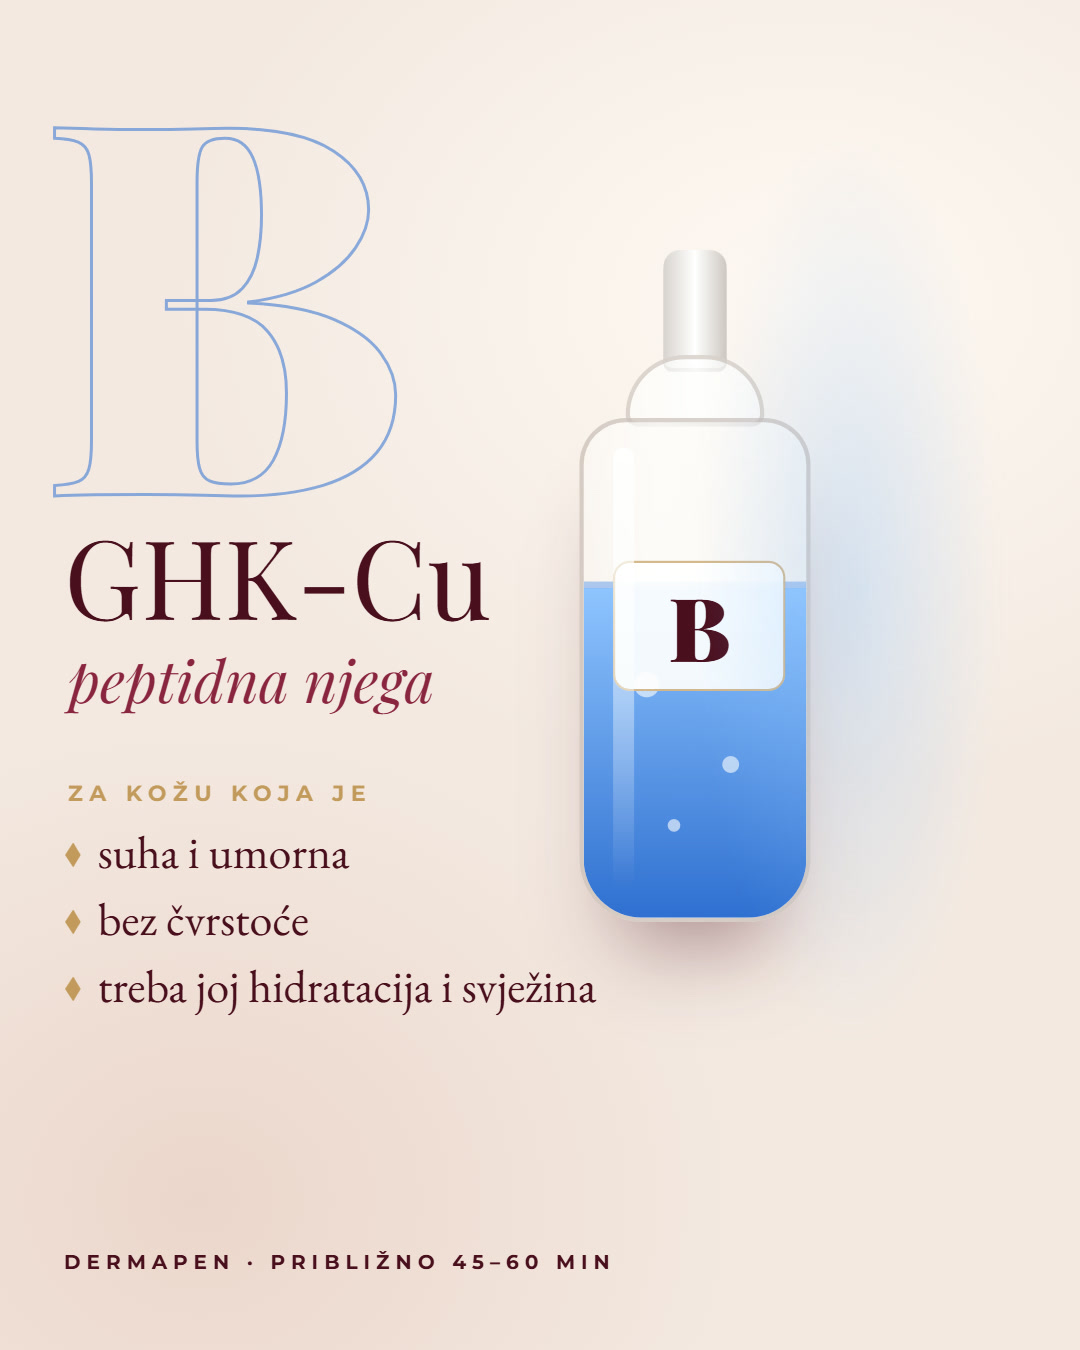 B
GHK-Cu
peptidna njega
B
ZA KOŽU KOJA JE
suha i umorna
bez čvrstoće
treba joj hidratacija i svježina
DERMAPEN · PRIBLIŽNO 45–60 MIN